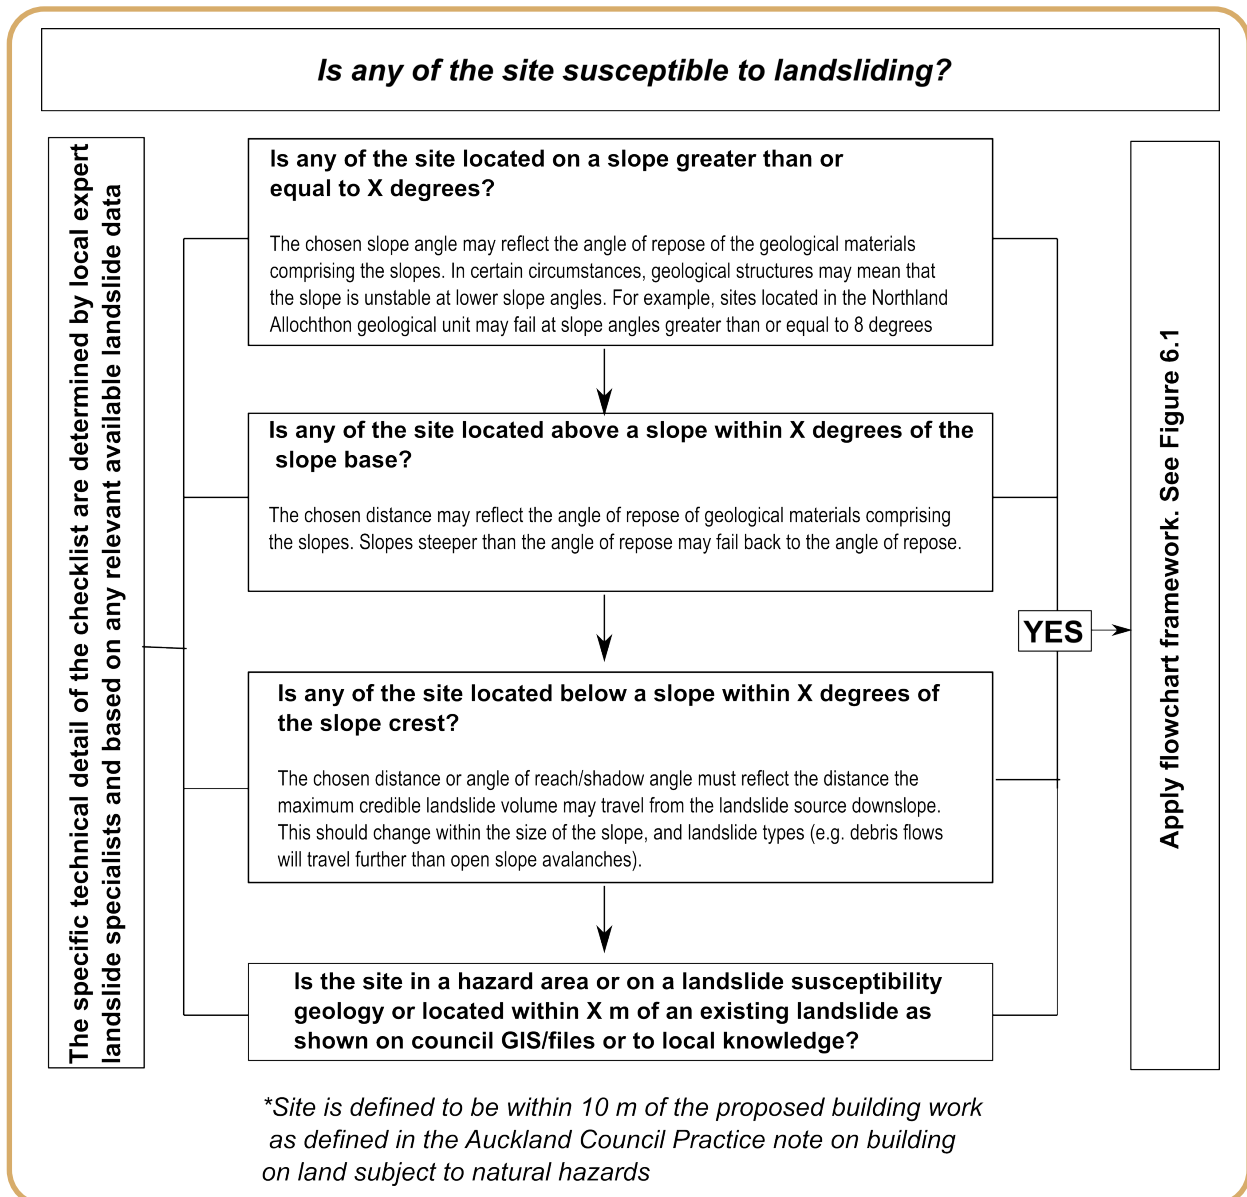 Is any of the site susceptible to landsliding?
The specific technical detail of the checklist are determined by local expert
landslide specialists and based on any relevant available landslide data
Is any of the site located on a slope greater than or
equal to X degrees?
The chosen slope angle may reflect the angle of repose of the geological materials
comprising the slopes. In certain circumstances, geological structures may mean that
the slope is unstable at lower slope angles. For example, sites located in the Northland
Allochthon geological unit may fail at slope angles greater than or equal to 8 degrees
Is any of the site located above a slope within X degrees of the
slope base?
The chosen distance may reflect the angle of repose of geological materials comprising
the slopes. Slopes steeper than the angle of repose may fail back to the angle of repose.
Is any of the site located below a slope within X degrees of
the slope crest?
The chosen distance or angle of reach/shadow angle must reflect the distance the
maximum credible landslide volume may travel from the landslide source downslope.
This should change within the size of the slope, and landslide types (e.g. debris flows
will travel further than open slope avalanches).
Is the site in a hazard area or on a landslide susceptibility
geology or located within X m of an existing landslide as
shown on council GIS/files or to local knowledge?
YES
Apply flowchart framework. See Figure 6.1
*Site is defined to be within 10 m of the proposed building work
as defined in the Auckland Council Practice note on building
on land subject to natural hazards